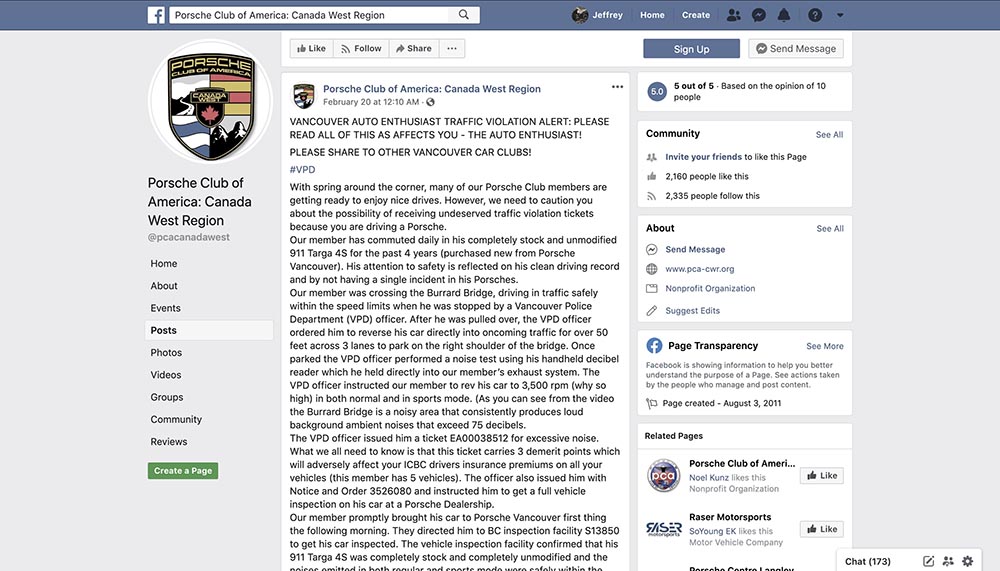 Porsche Club of America: Canada West Region
Jeffrey
Home
Create
Like
Follow
Share
Sign Up
Send Message
PORSCHE
CLUB OF AMERICA
CANADA
WEST
Porsche Club of
America: Canada
West Region
@pcacanadawest
Home
About
Events
Posts
Photos
Videos
Groups
Community
Reviews
Create a Page
Porsche Club of America: Canada West Region
February 20 at 12:10 AM ·
VANCOUVER AUTO ENTHUSIAST TRAFFIC VIOLATION ALERT: PLEASE
READ ALL OF THIS AS AFFECTS YOU - THE AUTO ENTHUSIAST!
PLEASE SHARE TO OTHER VANCOUVER CAR CLUBS!
#VPD
With spring around the corner, many of our Porsche Club members are
getting ready to enjoy nice drives. However, we need to caution you
about the possibility of receiving undeserved traffic violation tickets
because you are driving a Porsche.
Our member has commuted daily in his completely stock and unmodified
911 Targa 4S for the past 4 years (purchased new from Porsche
Vancouver). His attention to safety is reflected on his clean driving record
and by not having a single incident in his Porsches.
Our member was crossing the Burrard Bridge, driving in traffic safely
within the speed limits when he was stopped by a Vancouver Police
Department (VPD) officer. After he was pulled over, the VPD officer
ordered him to reverse his car directly into oncoming traffic for over 50
feet across 3 lanes to park on the right shoulder of the bridge. Once
parked the VPD officer performed a noise test using his handheld decibel
reader which he held directly into our member's exhaust system. The
VPD officer instructed our member to rev his car to 3,500 rpm (why so
high) in both normal and in sports mode. (As you can see from the video
the Burrard Bridge is a noisy area that consistently produces loud
background ambient noises that exceed 75 decibels.
The VPD officer issued him a ticket EA00038512 for excessive noise.
What we all need to know is that this ticket carries 3 demerit points which
will adversely affect your ICBC drivers insurance premiums on all your
vehicles (this member has 5 vehicles). The officer also issued him with
Notice and Order 3526080 and instructed him to get a full vehicle
inspection on his car at a Porsche Dealership.
Our member promptly brought his car to Porsche Vancouver first thing
the following morning. They directed him to BC inspection facility S13850
to get his car inspected. The vehicle inspection facility confirmed that his
911 Targa 4S was completely stock and completely unmodified and the
noises emitted in both regular and sports mode were safely within the
5.0
5 out of 5 · Based on the opinion of 10
people
Community
See All
Invite your friends to like this Page
2,160 people like this
2,335 people follow this
About
See All
Send Message
www.pca-cwr.org
Nonprofit Organization
Suggest Edits
Page Transparency
See More
Facebook is showing information to help you better
understand the purpose of a Page. See actions taken
by the people who manage and post content.
Page created - August 3, 2011
Related Pages
pca
Porsche Club of Ameri...
Noel Kunz likes this
Nonprofit Organization
Like
RASER
motorsports
Raser Motorsports
SoYoung EK likes this
Motor Vehicle Company
Like
Porsche Centre Langley
Chat (173)